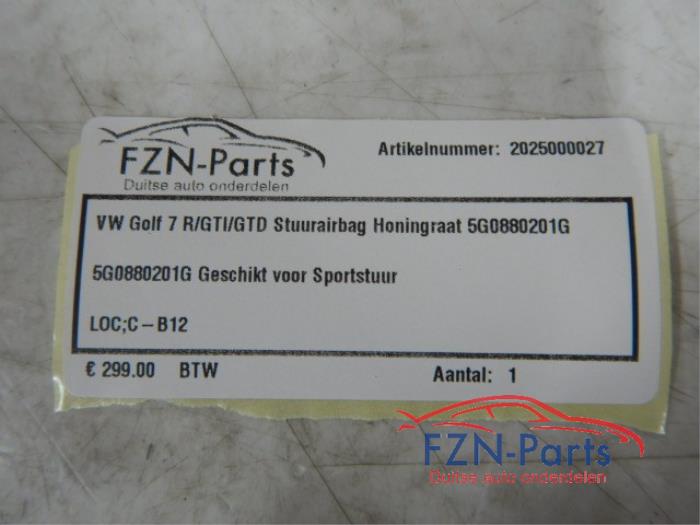 FZN-Parts
Duitse auto onderdelen
Artikelnummer: 2025000027
VW Golf 7 R/GTI/GTD Stuurairbag Honingraat 5G0880201G
5G0880201G Geschikt voor Sportstuur
LOC;C-B12
€ 299.00 BTW
Aantal: 1
FZN-Parts
Duitse auto onderdelen